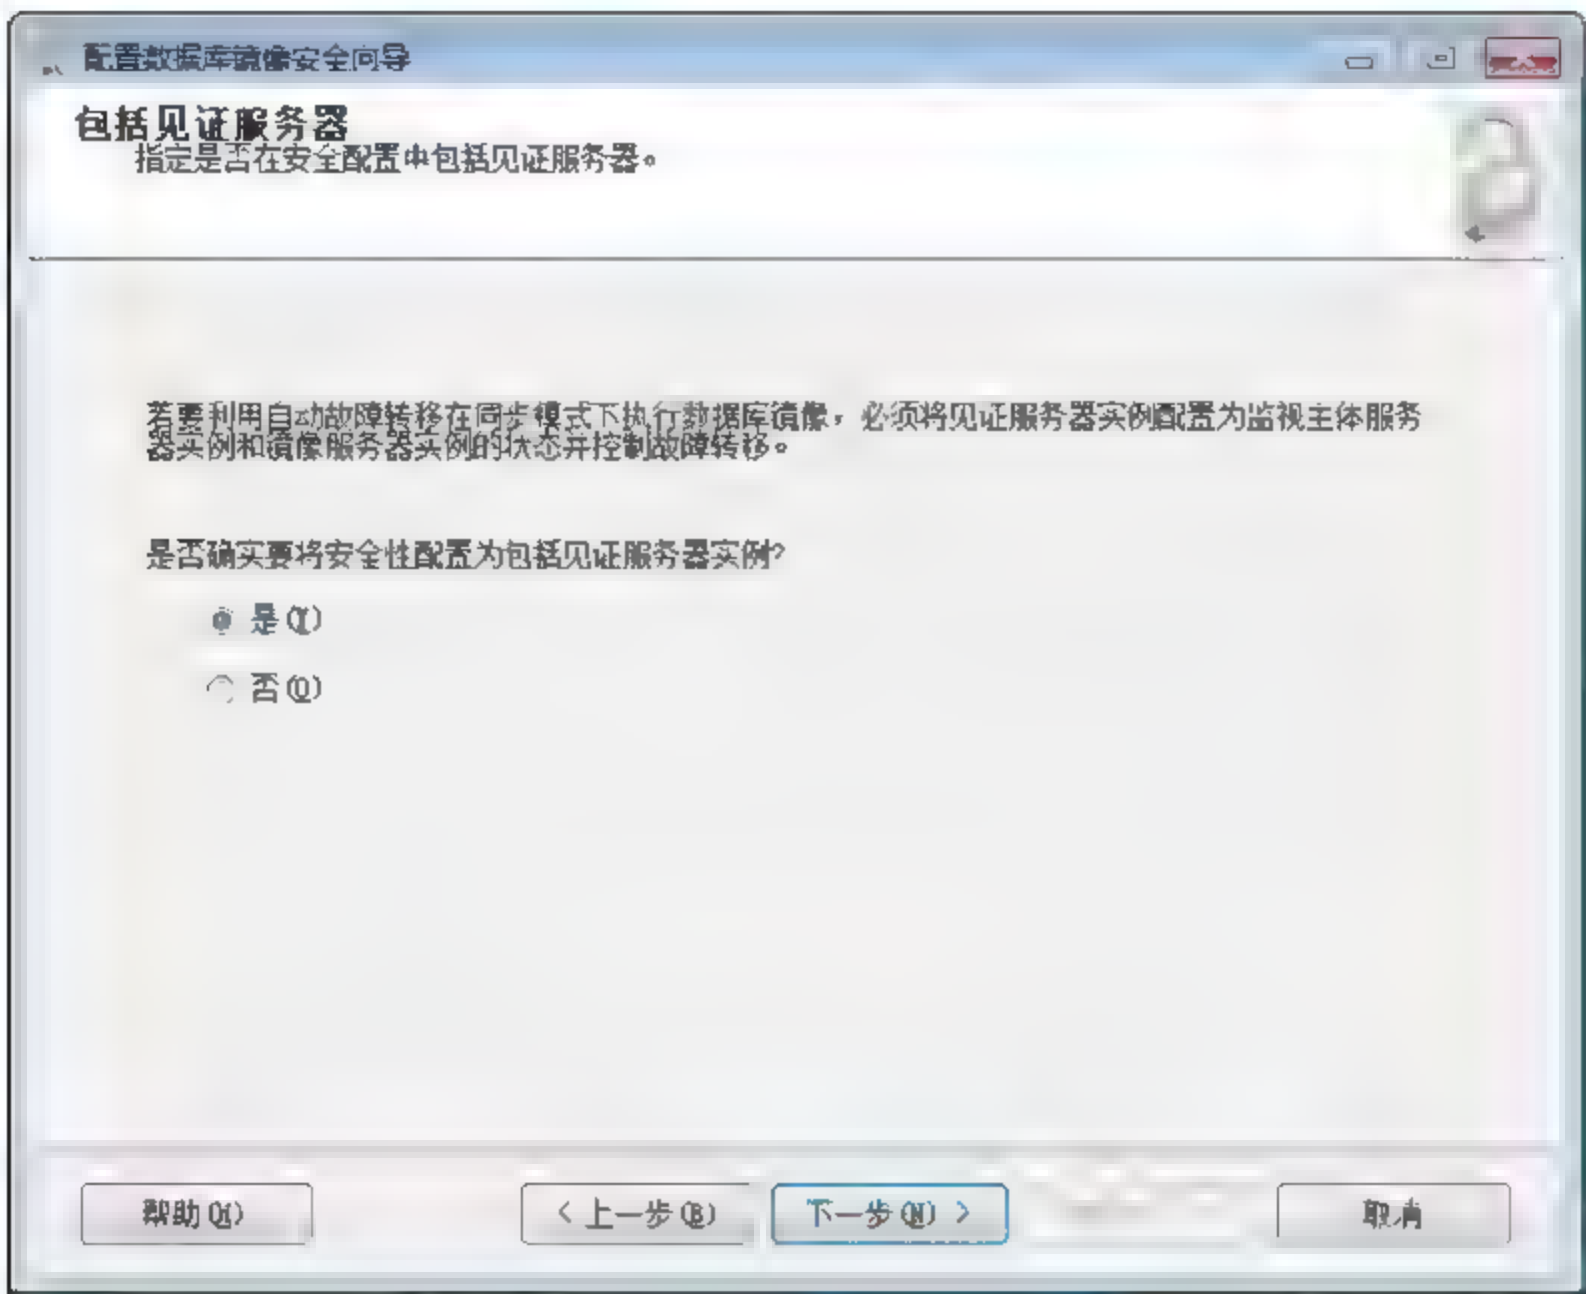 配置数据库镜像安全向导
包括见证服务器
指定是否在安全配置中包括见证服务器。
若要利用自动故障转移在同步模式下执行数据库镜像，必须将见证服务器实例配置为监视主体服务
器实例和镜像服务器实例的状态并控制故障转移。
是否确实要将安全性配置为包括见证服务器实例?
是(Y)
否(O)
帮助(H)
< 上一步(B)
下一步(N) >
取消